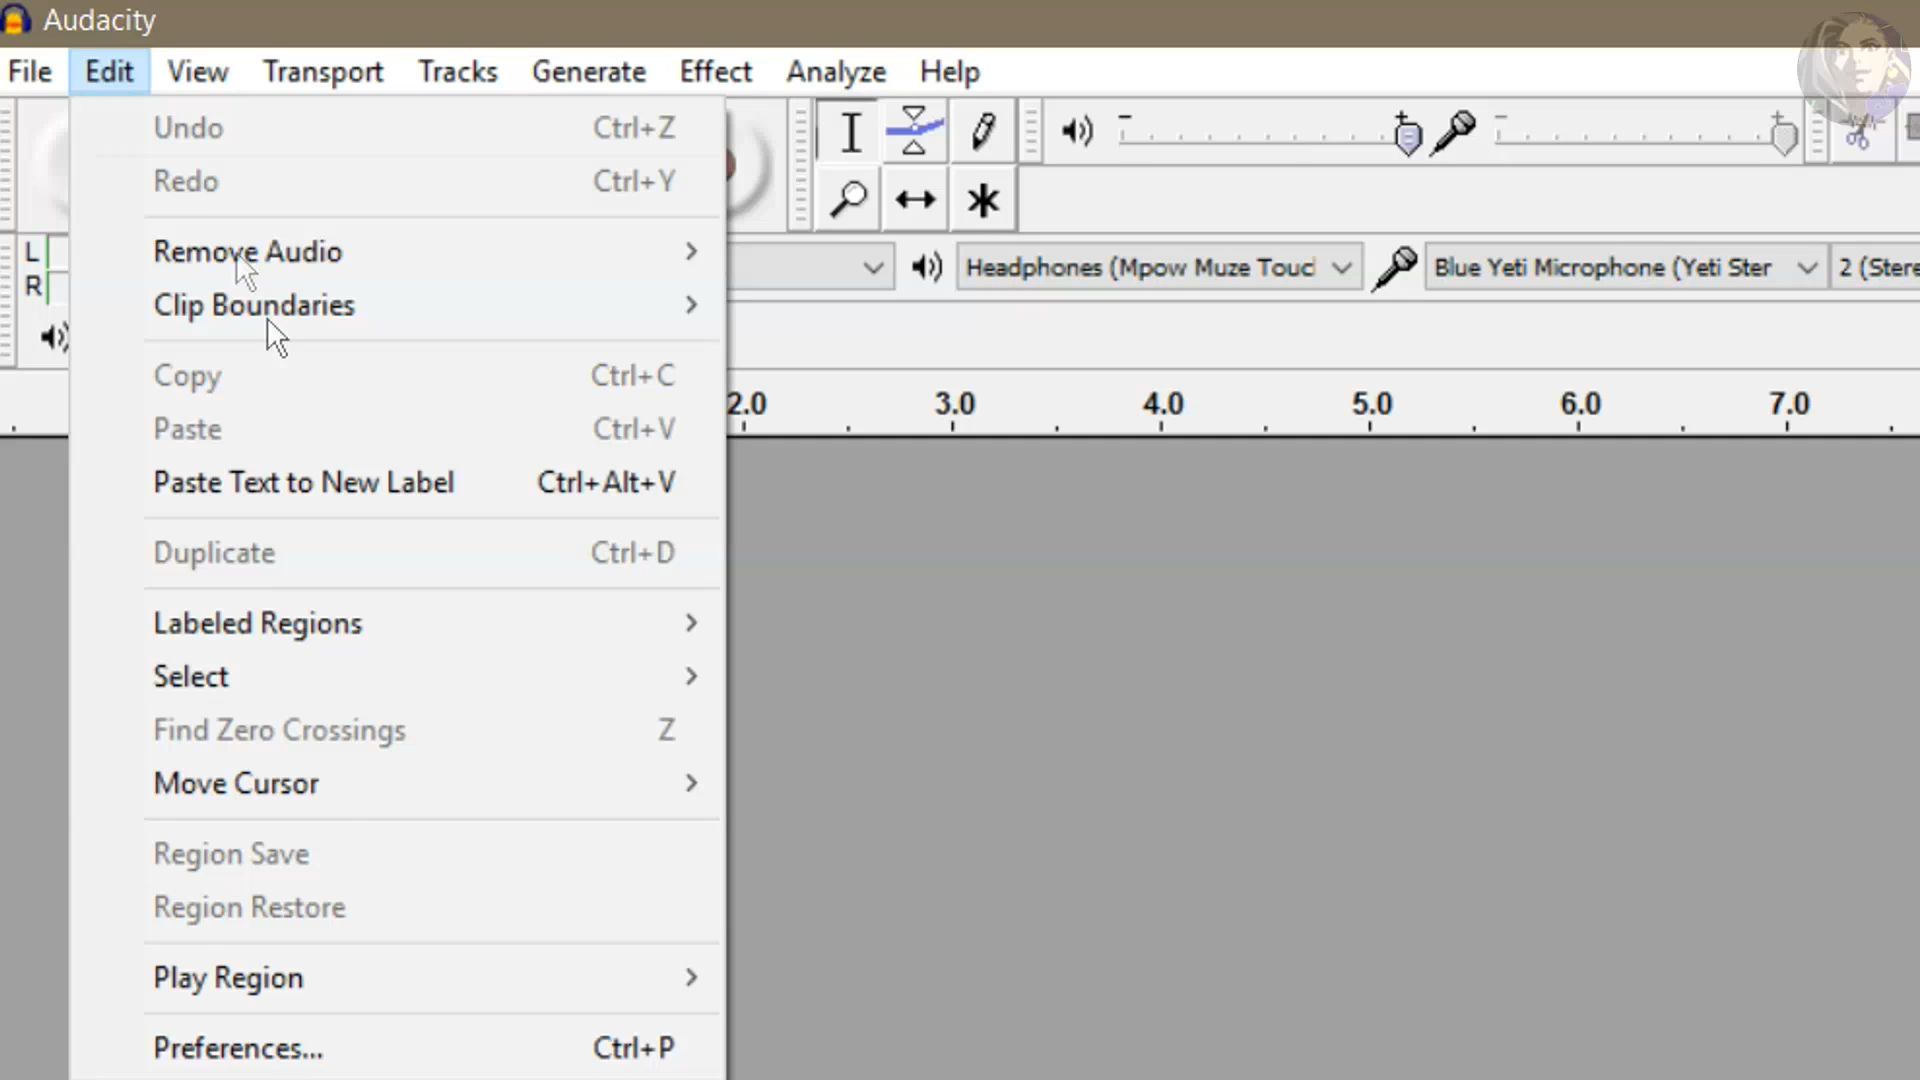 Audacity
File Edit View Transport Tracks Generate Effect Analyze Help
Undo Ctrl+Z
Redo Ctrl+Y
Remove Audio
Clip Boundaries
Copy Ctrl+C
Paste Ctrl+V
Paste Text to New Label Ctrl+Alt+V
Duplicate Ctrl+D
Labeled Regions
Select
Find Zero Crossings Z
Move Cursor
Region Save
Region Restore
Play Region
Preferences... Ctrl+P
L
R
Headphones (Mpow Muze Touc
Blue Yeti Microphone (Yeti Ster
2 (Stere
2.0 3.0 4.0 5.0 6.0 7.0